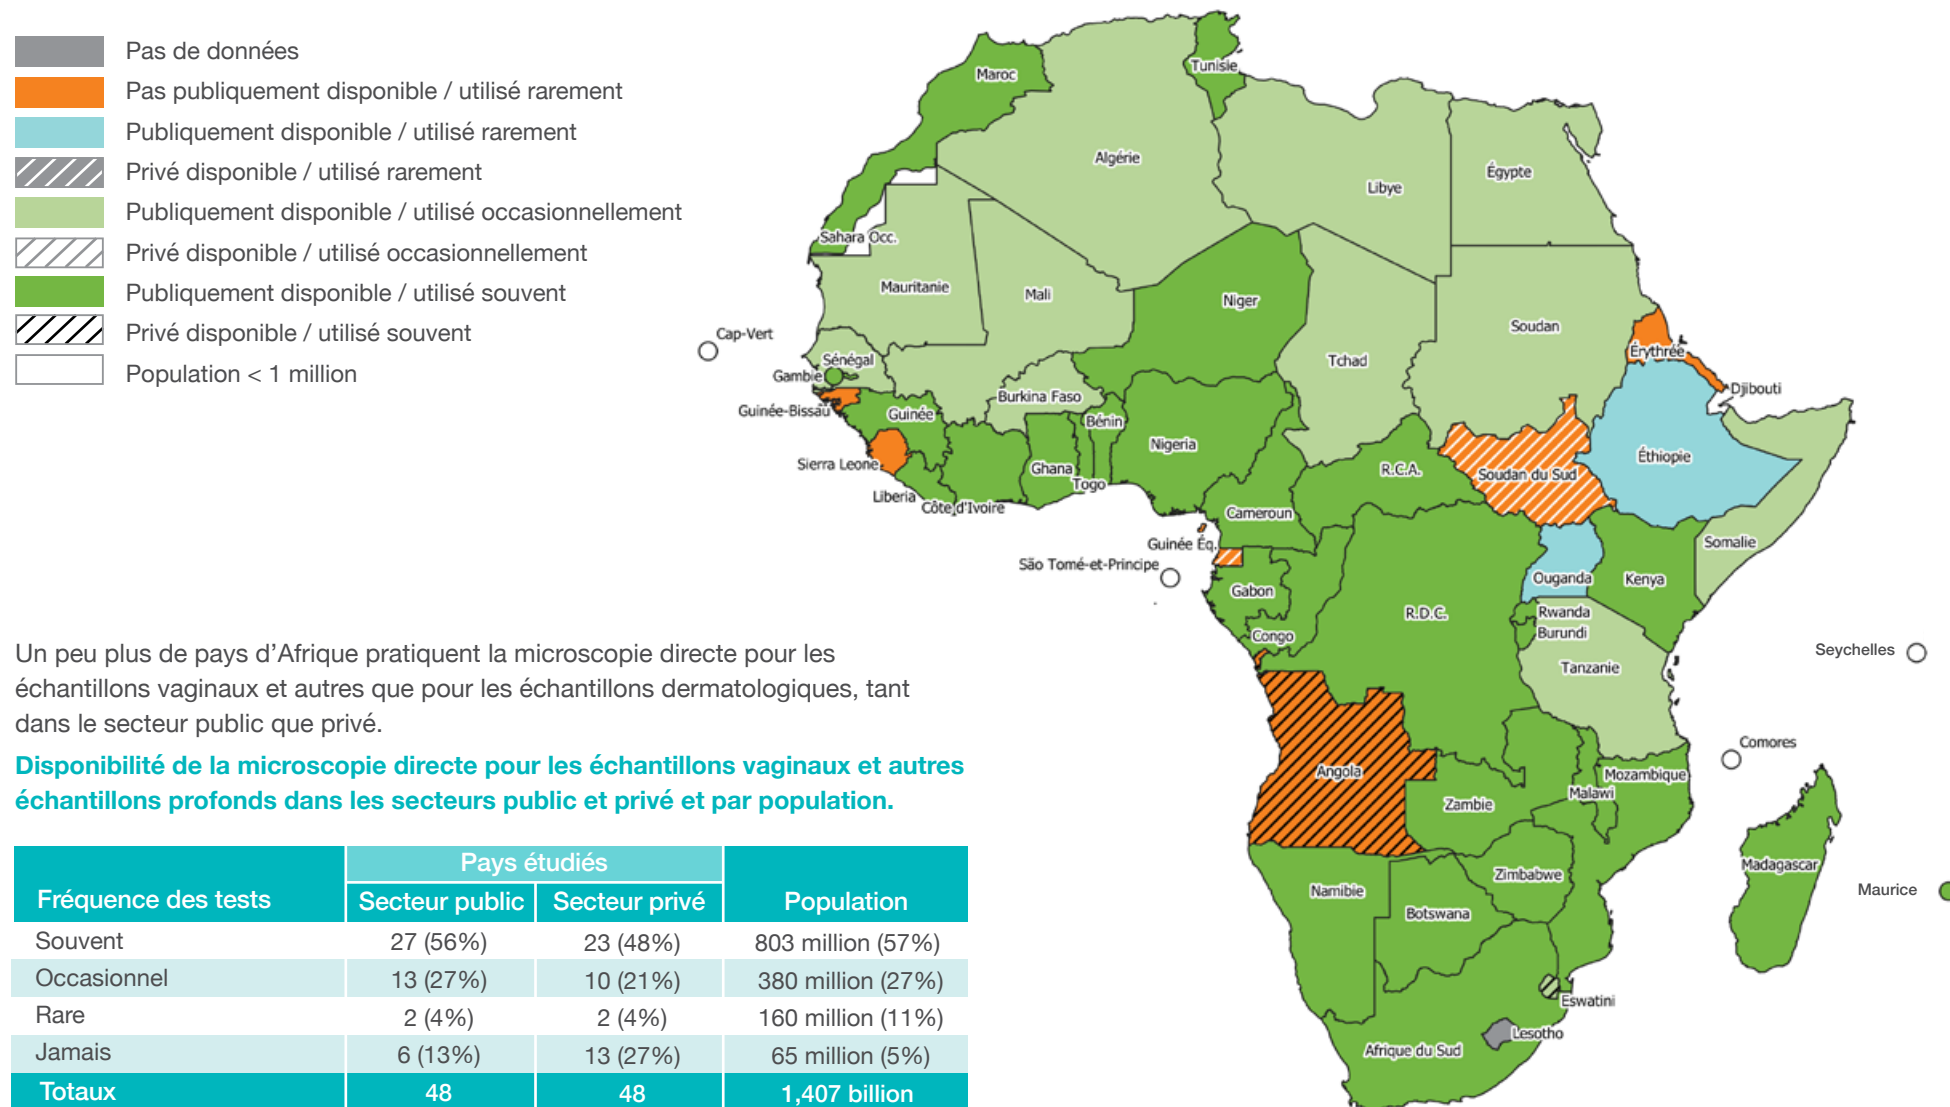 Pas de données
Pas publiquement disponible / utilisé rarement
Publiquement disponible / utilisé rarement
Privé disponible / utilisé rarement
Publiquement disponible / utilisé occasionnellement
Privé disponible / utilisé occasionnellement
Publiquement disponible / utilisé souvent
Privé disponible / utilisé souvent
Population < 1 million
Maroc
Tunisie
Algérie
Libye
Égypte
Sahara Occ.
Mauritanie
Mali
Niger
Tchad
Soudan
Érythrée
Djibouti
Cap-Vert
Sénégal
Gambie
Guinée-Bissau
Guinée
Burkina Faso
Bénin
Nigeria
Sierra Leone
Liberia
Côte d'Ivoire
Ghana
Togo
Cameroun
R.C.A.
Soudan du Sud
Éthiopie
Somalie
Guinée Éq.
São Tomé-et-Principe
Gabon
Congo
R.D.C.
Ouganda
Kenya
Rwanda
Burundi
Tanzanie
Seychelles
Comores
Angola
Zambie
Malawi
Mozambique
Madagascar
Maurice
Namibie
Botswana
Zimbabwe
Eswatini
Lesotho
Afrique du Sud
Un peu plus de pays d’Afrique pratiquent la microscopie directe pour les
échantillons vaginaux et autres que pour les échantillons dermatologiques, tant
dans le secteur public que privé.
Disponibilité de la microscopie directe pour les échantillons vaginaux et autres
échantillons profonds dans les secteurs public et privé et par population.
Pays étudiés
Fréquence des tests Secteur public Secteur privé Population
Souvent 27 (56%) 23 (48%) 803 million (57%)
Occasionnel 13 (27%) 10 (21%) 380 million (27%)
Rare 2 (4%) 2 (4%) 160 million (11%)
Jamais 6 (13%) 13 (27%) 65 million (5%)
Totaux 48 48 1,407 billion